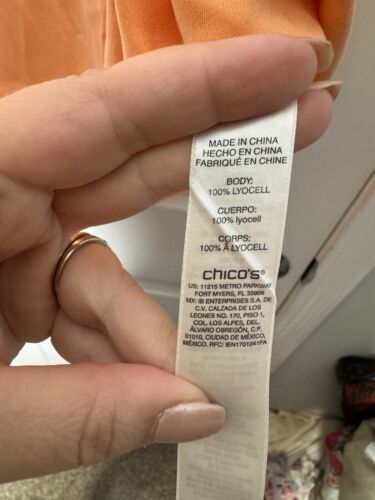 MADE IN CHINA
HECHO EN CHINA
FABRIQUÉ EN CHINE
BODY:
100% LYOCELL
CUERPO:
100% lyocell
CORPS:
100% À LYOCELL
chico's®
US: 11215 METRO PARKWAY
FORT MYERS, FL 33966
MX: IB ENTERPRISES S.A. DE
C.V. CALZADA DE LOS
LEONES NO. 170, PISO 1,
COL. LOS ALPES, DEL.
ÁLVARO OBREGÓN, C.P.
01010, CIUDAD DE MÉXICO,
MÉXICO. RFC: IEN1701241PA